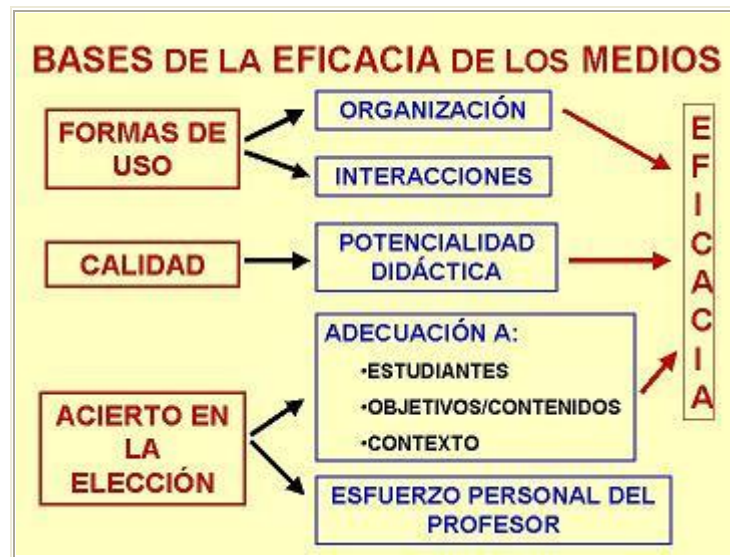 BASES DE LA EFICACIA DE LOS MEDIOS
FORMAS DE
USO
ORGANIZACIÓN
INTERACCIONES
CALIDAD
POTENCIALIDAD
DIDÁCTICA
ACIERTO EN
LA
ELECCIÓN
ADECUACIÓN A:
•ESTUDIANTES
•OBJETIVOS/CONTENIDOS
•CONTEXTO
ESFUERZO PERSONAL DEL
PROFESOR
E
F
I
C
A
C
I
A